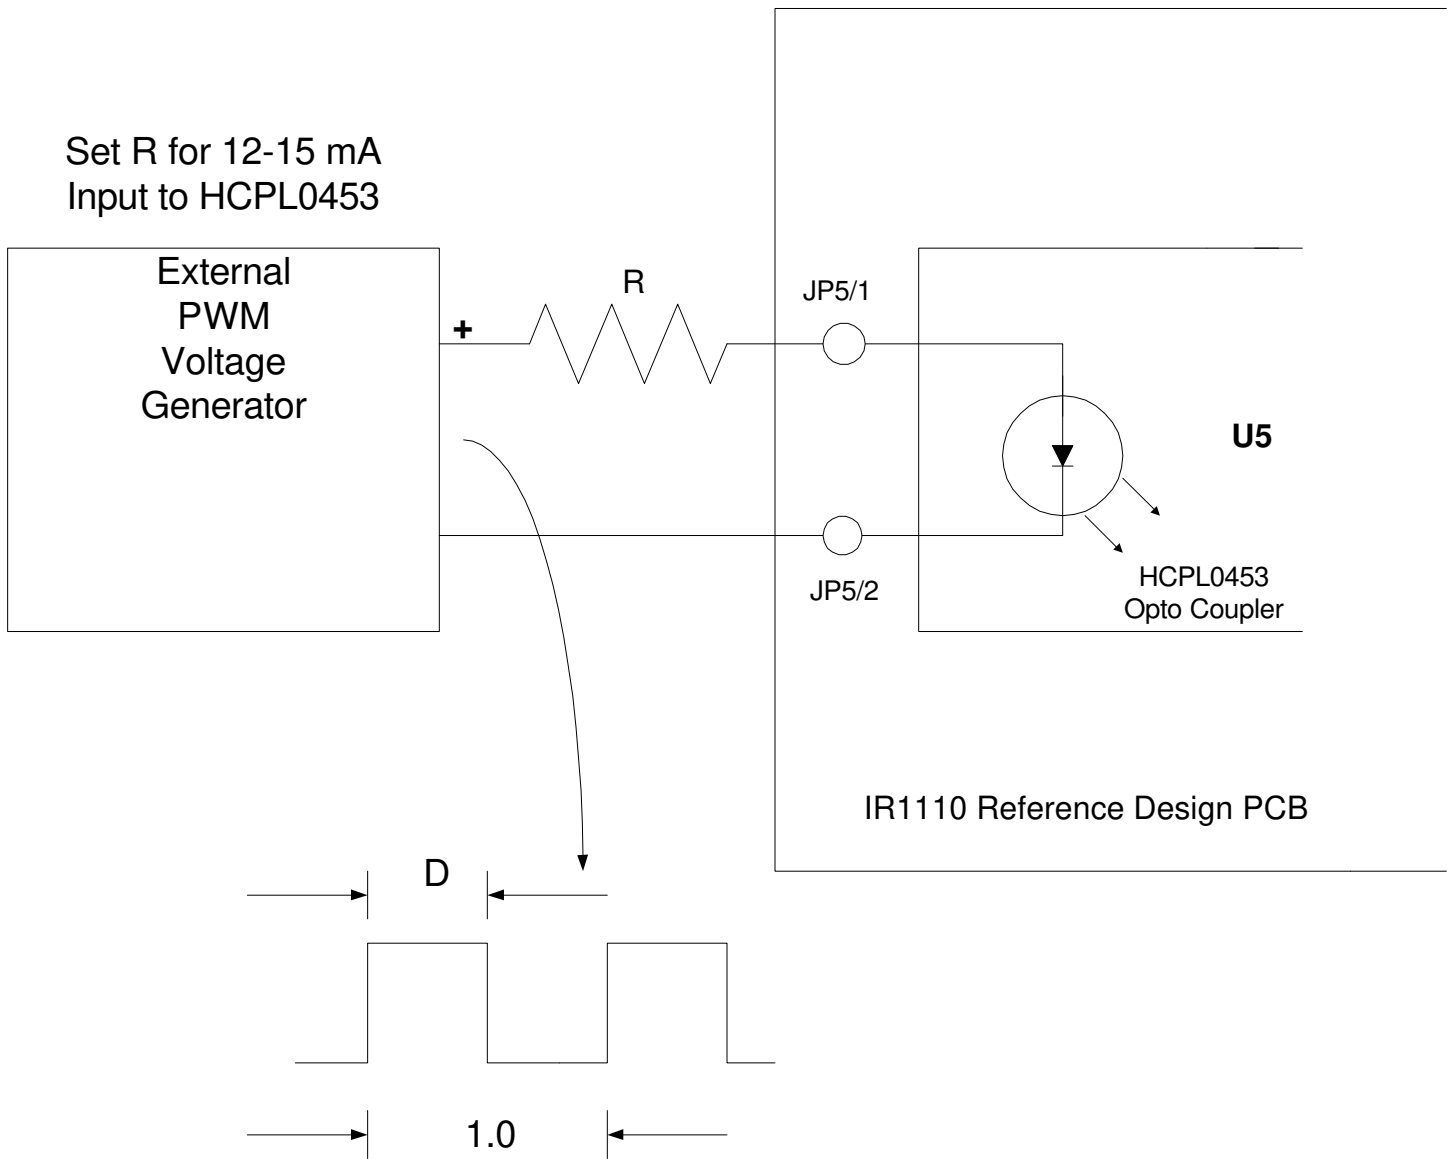 Set R for 12-15 mA
Input to HCPL0453
External
PWM
Voltage
Generator
+
R
JP5/1
U5
JP5/2
HCPL0453
Opto Coupler
IR1110 Reference Design PCB
D
1.0